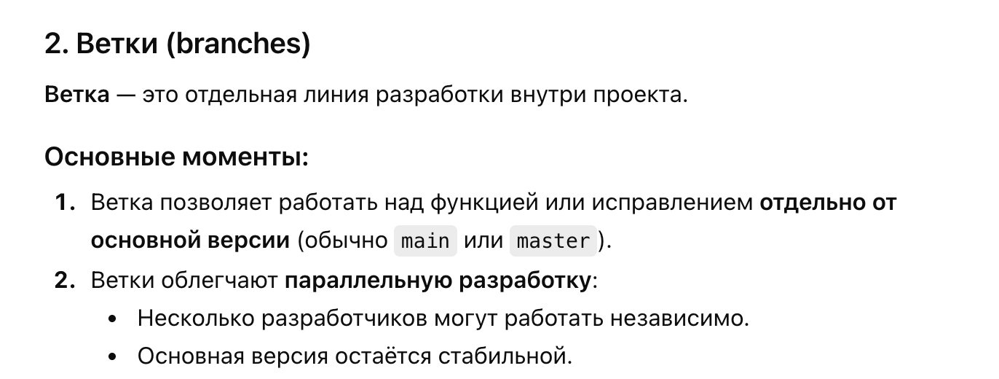 2. Ветки (branches)
Ветка — это отдельная линия разработки внутри проекта.
Основные моменты:
1. Ветка позволяет работать над функцией или исправлением отдельно от
основной версии (обычно main или master).
2. Ветки облегчают параллельную разработку:
• Несколько разработчиков могут работать независимо.
• Основная версия остаётся стабильной.